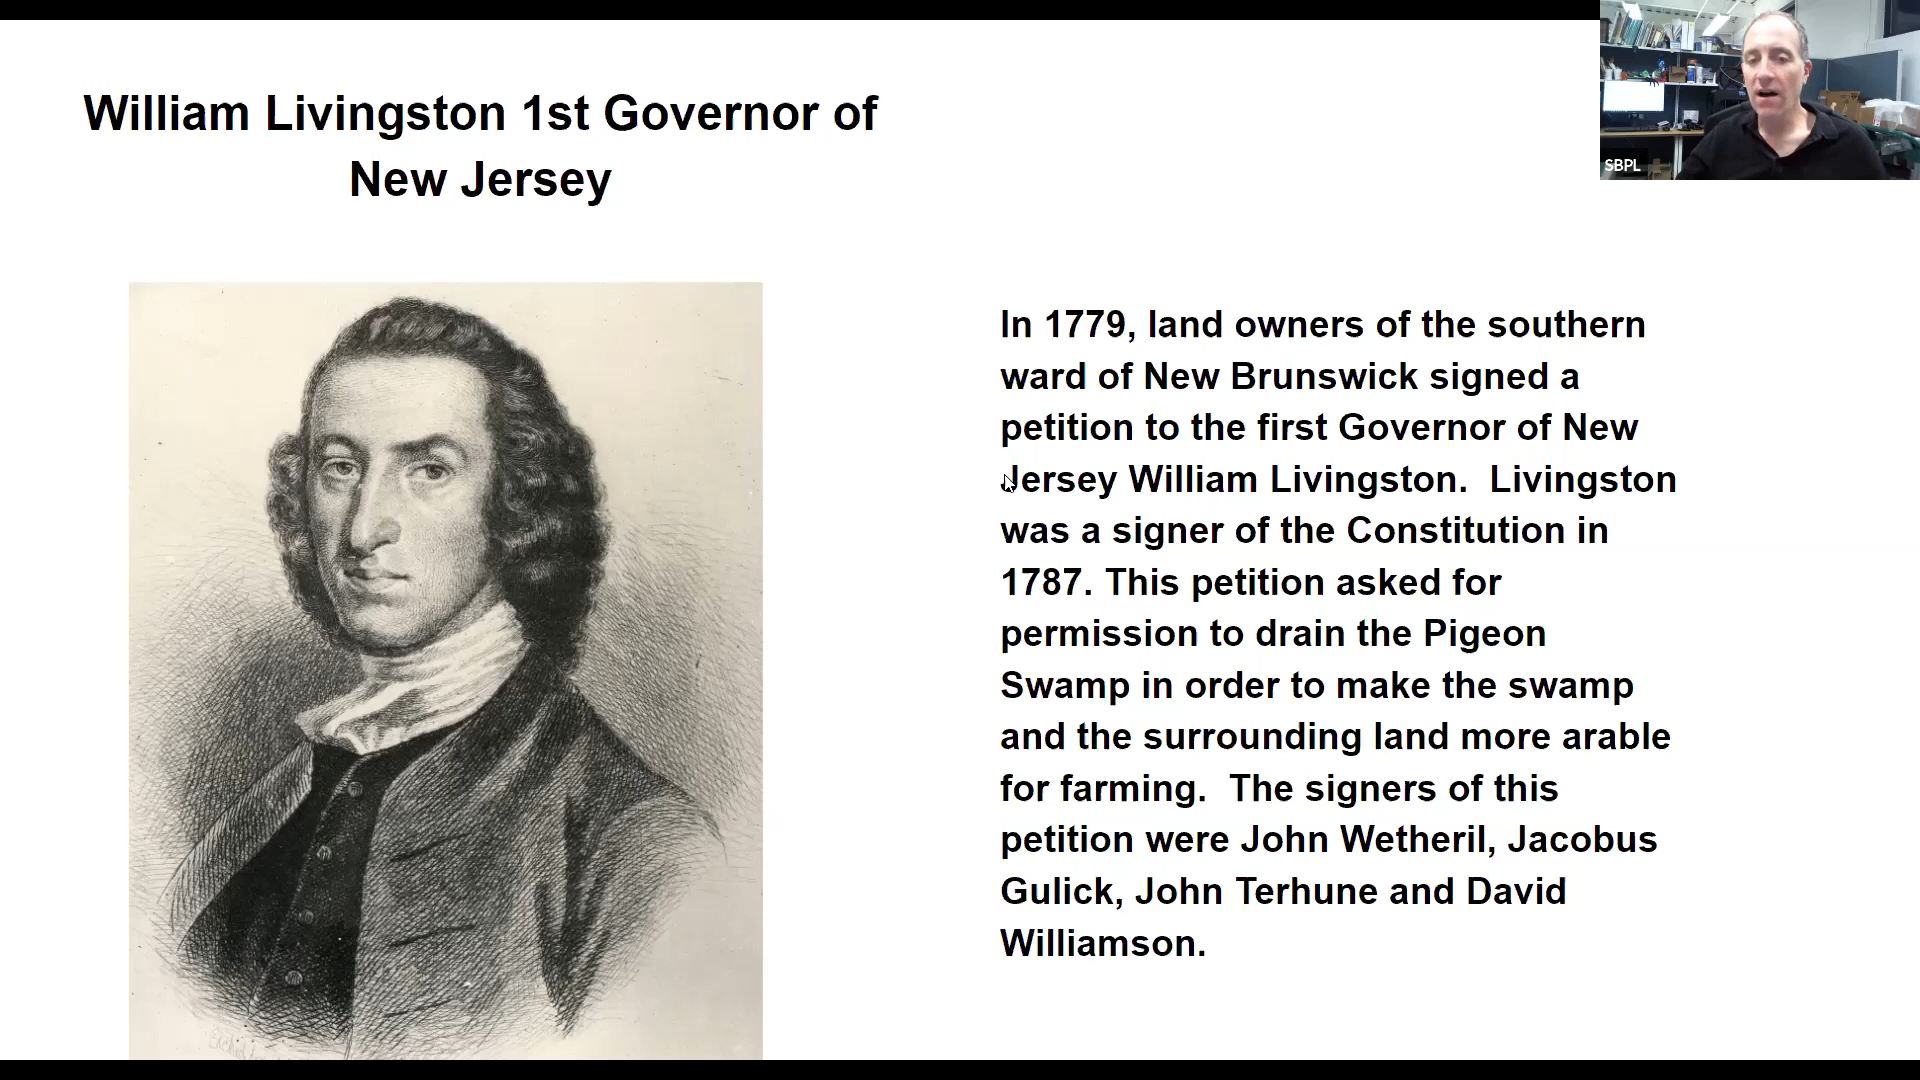 William Livingston 1st Governor of
New Jersey
SBPL
In 1779, land owners of the southern
ward of New Brunswick signed a
petition to the first Governor of New
Jersey William Livingston.  Livingston
was a signer of the Constitution in
1787. This petition asked for
permission to drain the Pigeon
Swamp in order to make the swamp
and the surrounding land more arable
for farming.  The signers of this
petition were John Wetheril, Jacobus
Gulick, John Terhune and David
Williamson.